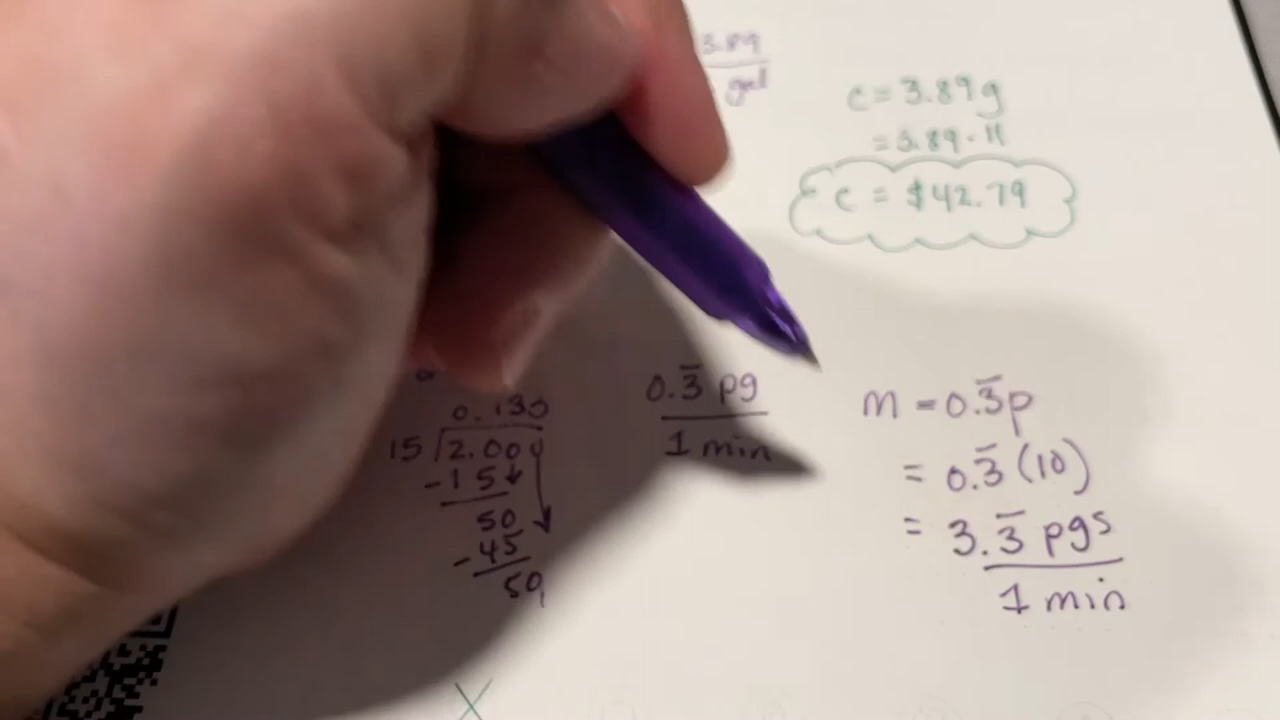 3.89
gal
c = 3.89g
= 3.89 · 11
c = $42.79
0.133
15 2.000
-15
50
-45
50
0.3̅ pg
1 min
m = 0.3̅p
= 0.3̅ (10)
= 3.3̅ pgs
1 min
X